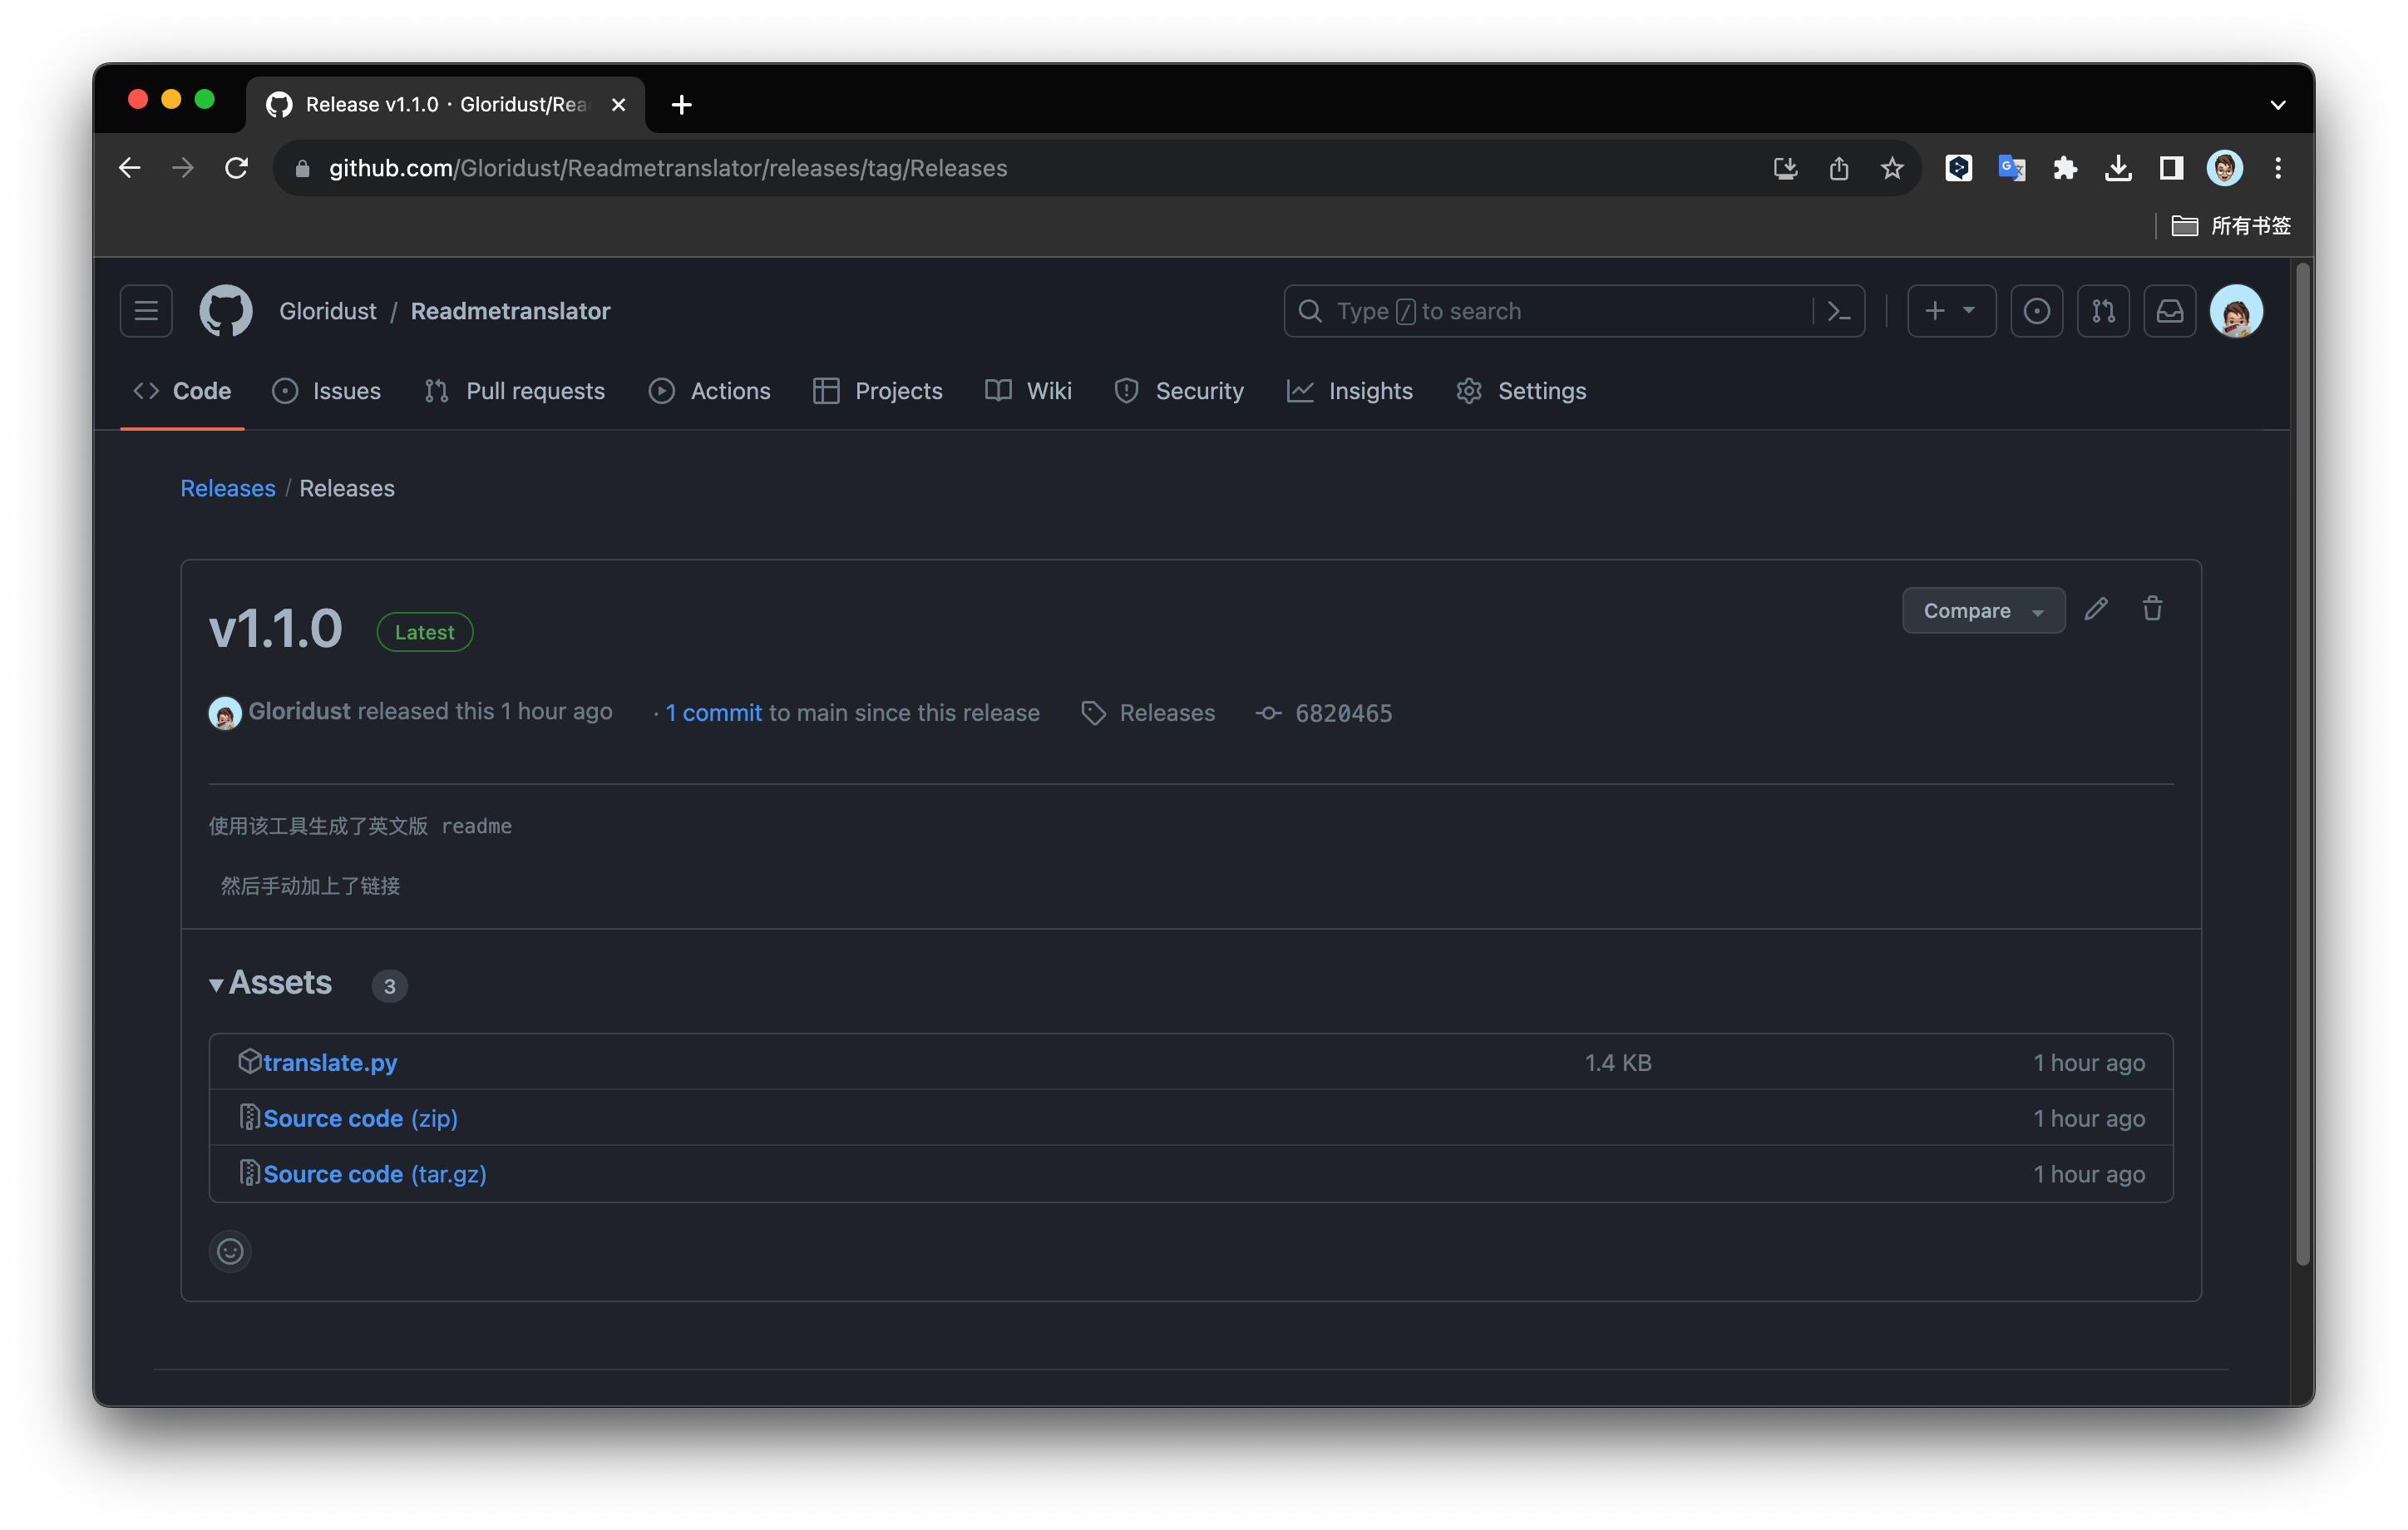 Release v1.1.0 · Gloridust/Rea
github.com/Gloridust/Readmetranslator/releases/tag/Releases
所有书签
Gloridust / Readmetranslator
Type / to search
Code Issues Pull requests Actions Projects Wiki Security Insights Settings
Releases / Releases
v1.1.0 Latest
Compare
Gloridust released this 1 hour ago · 1 commit to main since this release Releases 6820465
使用该工具生成了英文版 readme
然后手动加上了链接
Assets 3
translate.py 1.4 KB 1 hour ago
Source code (zip) 1 hour ago
Source code (tar.gz) 1 hour ago